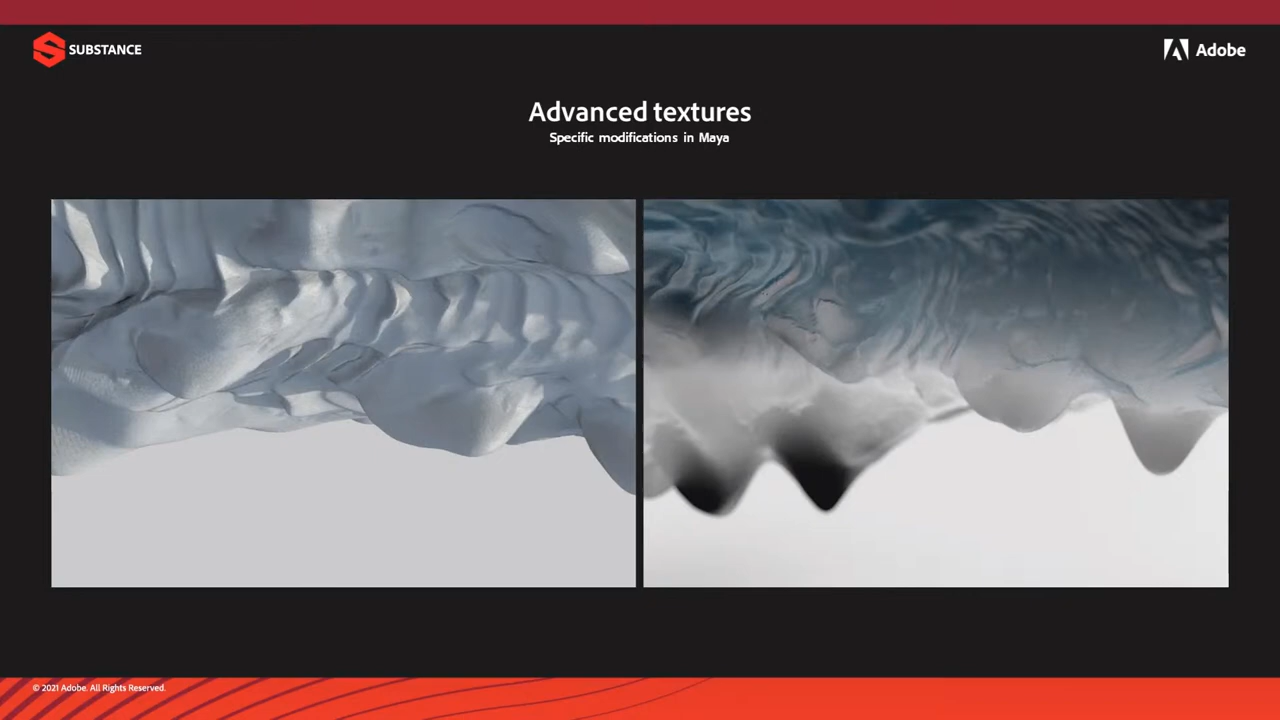 SUBSTANCE
Adobe
Advanced textures
Specific modifications in Maya
© 2021 Adobe. All Rights Reserved.